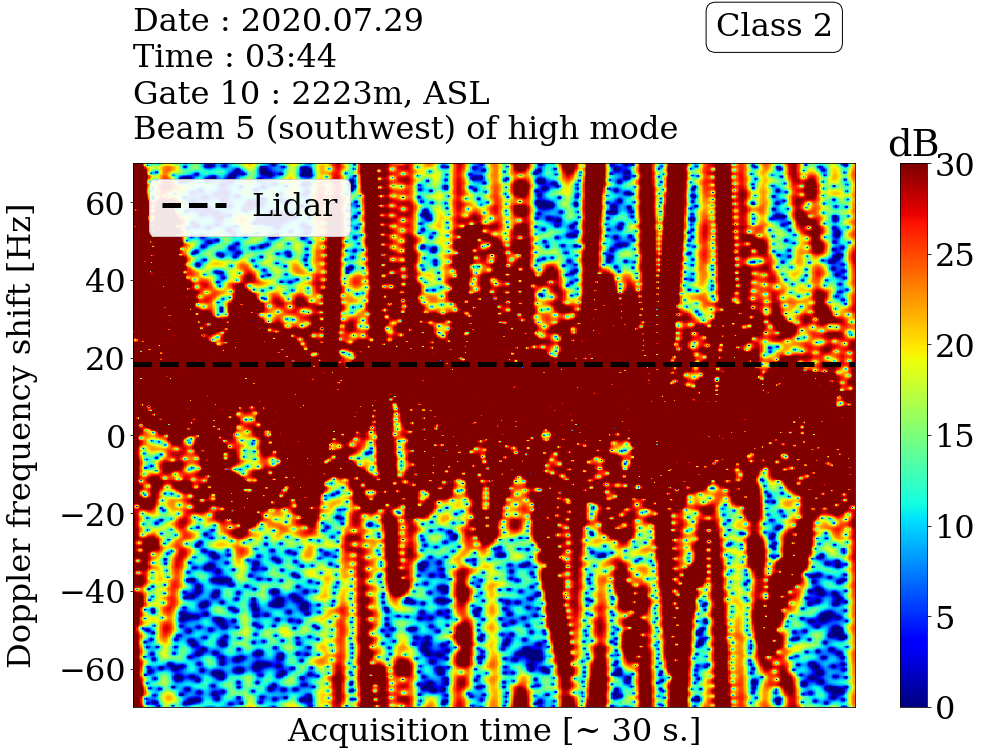 Date : 2020.07.29
Time : 03:44
Gate 10 : 2223m, ASL
Beam 5 (southwest) of high mode
Class 2
dB
Lidar
Doppler frequency shift [Hz]
60
40
20
0
−20
−40
−60
30
25
20
15
10
5
0
Acquisition time [~ 30 s.]